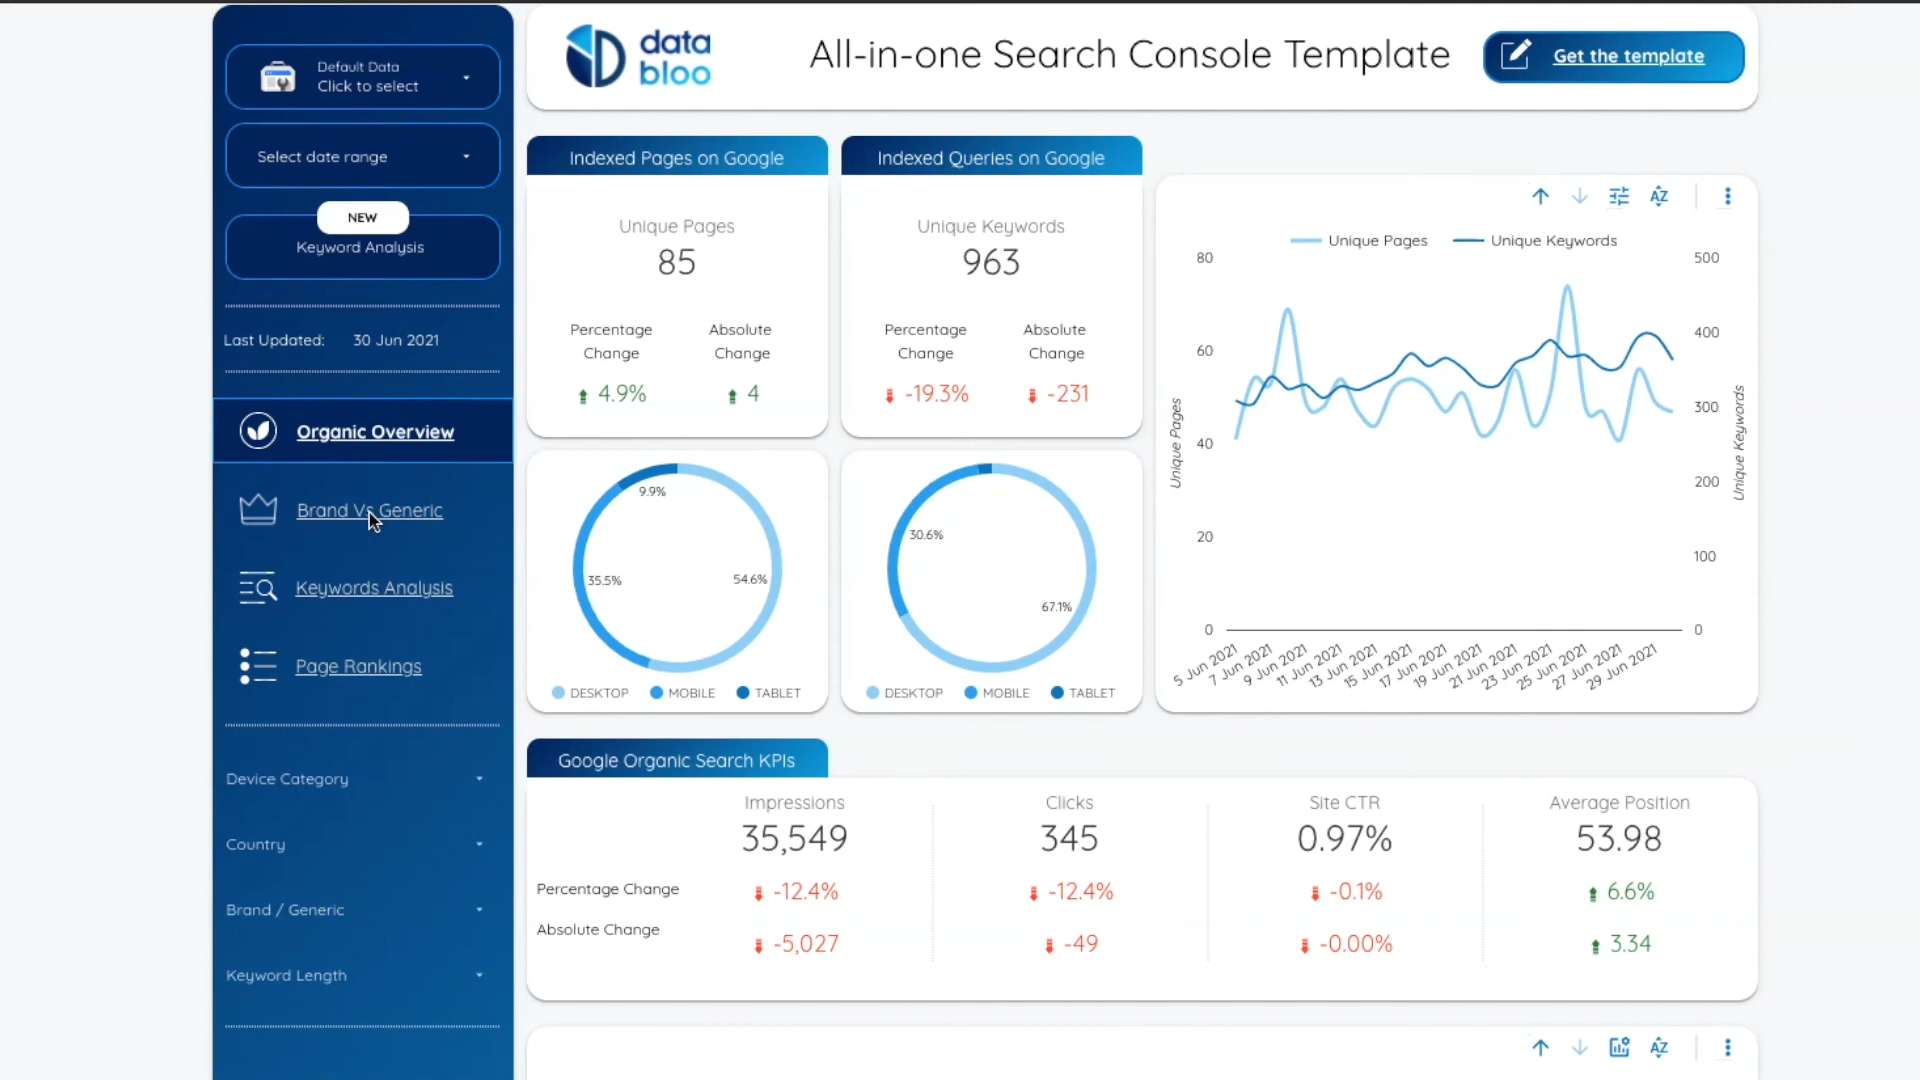 Default Data
Click to select
Select date range
NEW
Keyword Analysis
Last Updated: 30 Jun 2021
Organic Overview
Brand Vs Generic
Keywords Analysis
Page Rankings
Device Category
Country
Brand / Generic
Keyword Length
data
bloo
All-in-one Search Console Template
Get the template
Indexed Pages on Google
Unique Pages
85
Percentage
Change
Absolute
Change
4.9%
4
Indexed Queries on Google
Unique Keywords
963
Percentage
Change
Absolute
Change
-19.3%
-231
9.9%
35.5%
54.6%
DESKTOP MOBILE TABLET
30.6%
67.1%
DESKTOP MOBILE TABLET
AZ
Unique Pages Unique Keywords
80
60
40
20
0
Unique Pages
500
400
300
200
100
0
Unique Keywords
5 Jun 2021
7 Jun 2021
9 Jun 2021
11 Jun 2021
13 Jun 2021
15 Jun 2021
17 Jun 2021
19 Jun 2021
21 Jun 2021
23 Jun 2021
25 Jun 2021
27 Jun 2021
29 Jun 2021
Google Organic Search KPIs
Impressions Clicks Site CTR Average Position
35,549 345 0.97% 53.98
Percentage Change -12.4% -12.4% -0.1% 6.6%
Absolute Change -5,027 -49 -0.00% 3.34
AZ